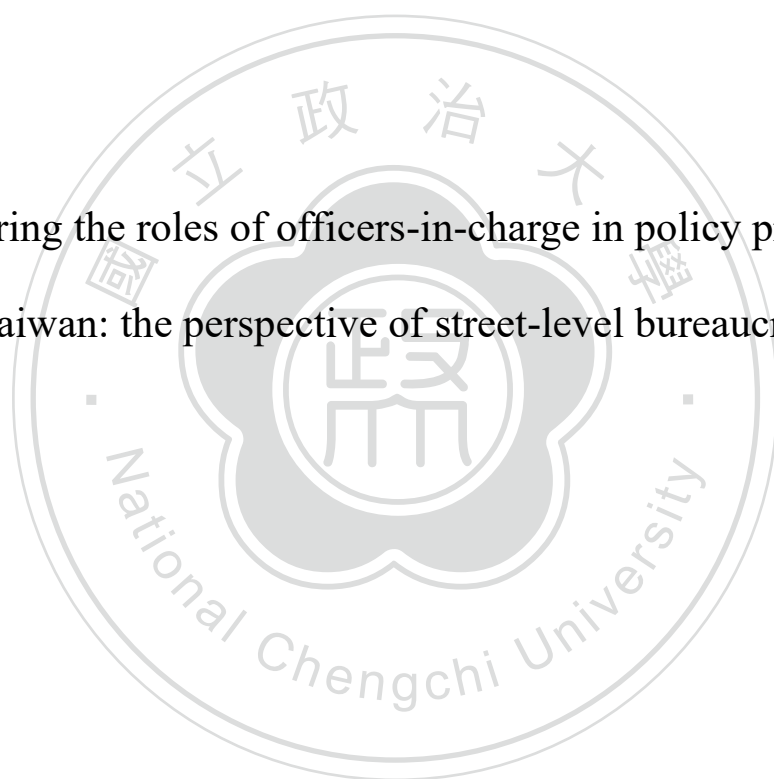 國立政治大學
ring the roles of officers-in-charge in policy p
aiwan: the perspective of street-level bureauc
National Chengchi University